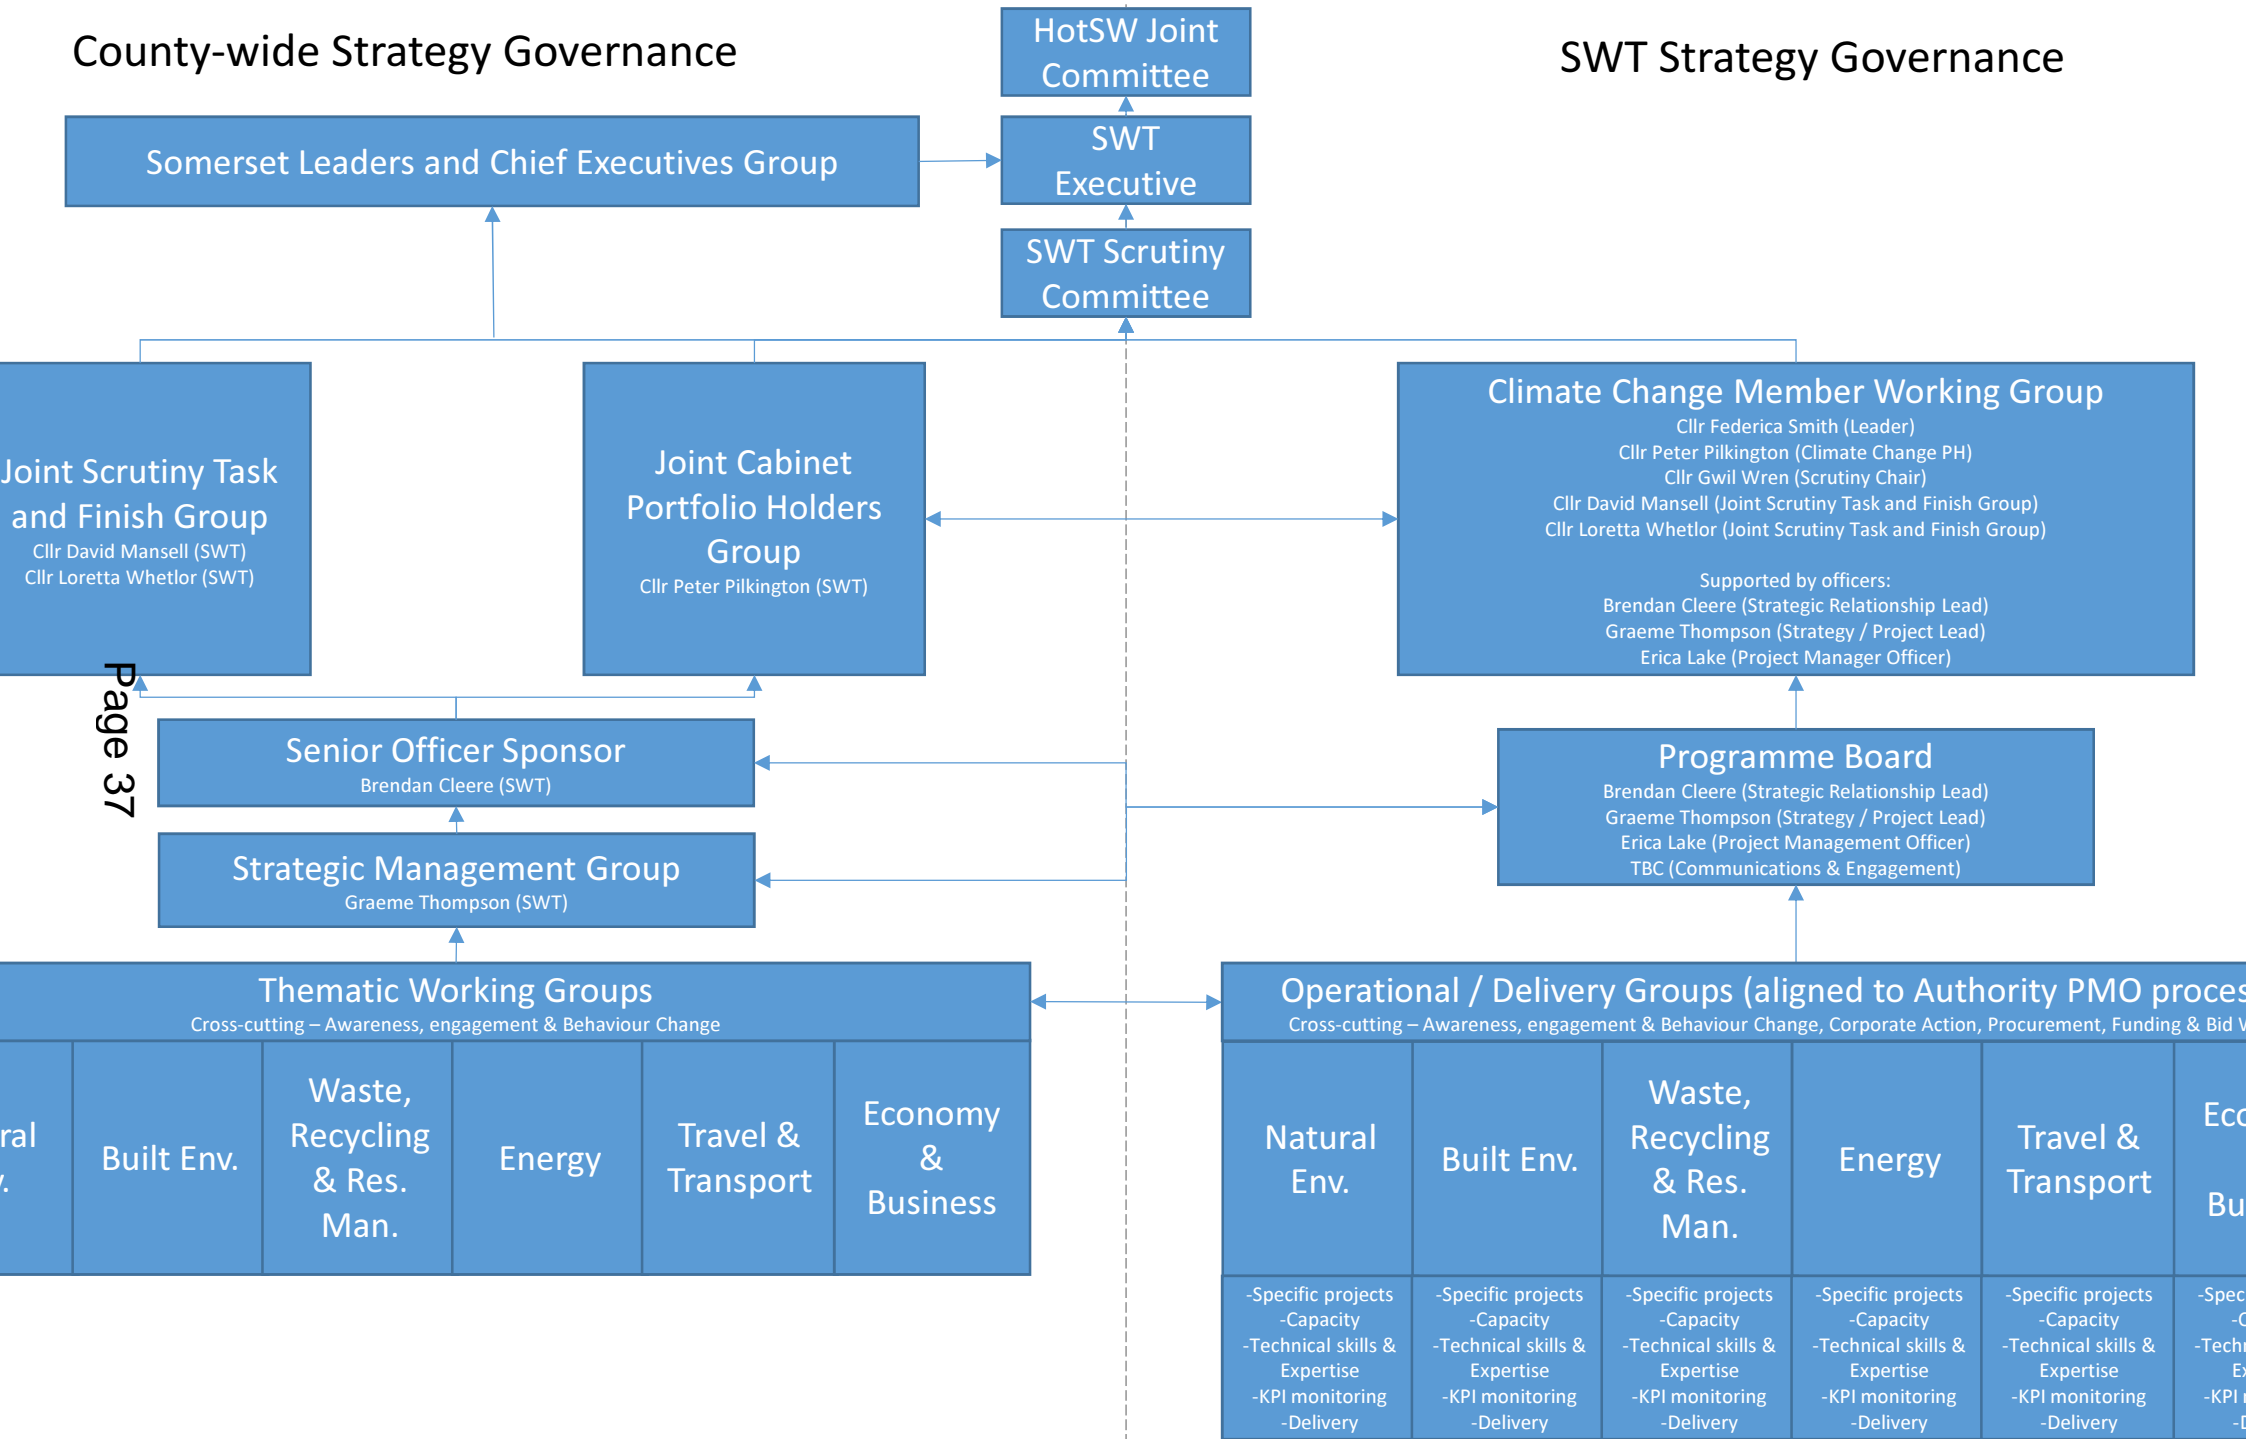 County-wide Strategy Governance
HotSW Joint
Committee
SWT Strategy Governance
Somerset Leaders and Chief Executives Group
SWT
Executive
SWT Scrutiny
Committee
Joint Scrutiny Task
and Finish Group
Cllr David Mansell (SWT)
Cllr Loretta Whetlor (SWT)
Joint Cabinet
Portfolio Holders
Group
Cllr Peter Pilkington (SWT)
Climate Change Member Working Group
Cllr Federica Smith (Leader)
Cllr Peter Pilkington (Climate Change PH)
Cllr Gwil Wren (Scrutiny Chair)
Cllr David Mansell (Joint Scrutiny Task and Finish Group)
Cllr Loretta Whetlor (Joint Scrutiny Task and Finish Group)
Supported by officers:
Brendan Cleere (Strategic Relationship Lead)
Graeme Thompson (Strategy / Project Lead)
Erica Lake (Project Manager Officer)
Page 37
Senior Officer Sponsor
Brendan Cleere (SWT)
Programme Board
Brendan Cleere (Strategic Relationship Lead)
Graeme Thompson (Strategy / Project Lead)
Erica Lake (Project Management Officer)
TBC (Communications & Engagement)
Strategic Management Group
Graeme Thompson (SWT)
Thematic Working Groups
Cross-cutting – Awareness, engagement & Behaviour Change
Built Env.
Waste,
Recycling
& Res.
Man.
Energy
Travel &
Transport
Economy
&
Business
Operational / Delivery Groups (aligned to Authority PMO
Cross-cutting – Awareness, engagement & Behaviour Change, Corporate Action, Procurement, Funding & Bid
Natural
Env.
Built Env.
Waste,
Recycling
& Res.
Man.
Energy
Travel &
Transport
-Specific projects
-Capacity
-Technical skills &
Expertise
-KPI monitoring
-Delivery
-Specific projects
-Capacity
-Technical skills &
Expertise
-KPI monitoring
-Delivery
-Specific projects
-Capacity
-Technical skills &
Expertise
-KPI monitoring
-Delivery
-Specific projects
-Capacity
-Technical skills &
Expertise
-KPI monitoring
-Delivery
-Specific projects
-Capacity
-Technical skills &
Expertise
-KPI monitoring
-Delivery
-KPI